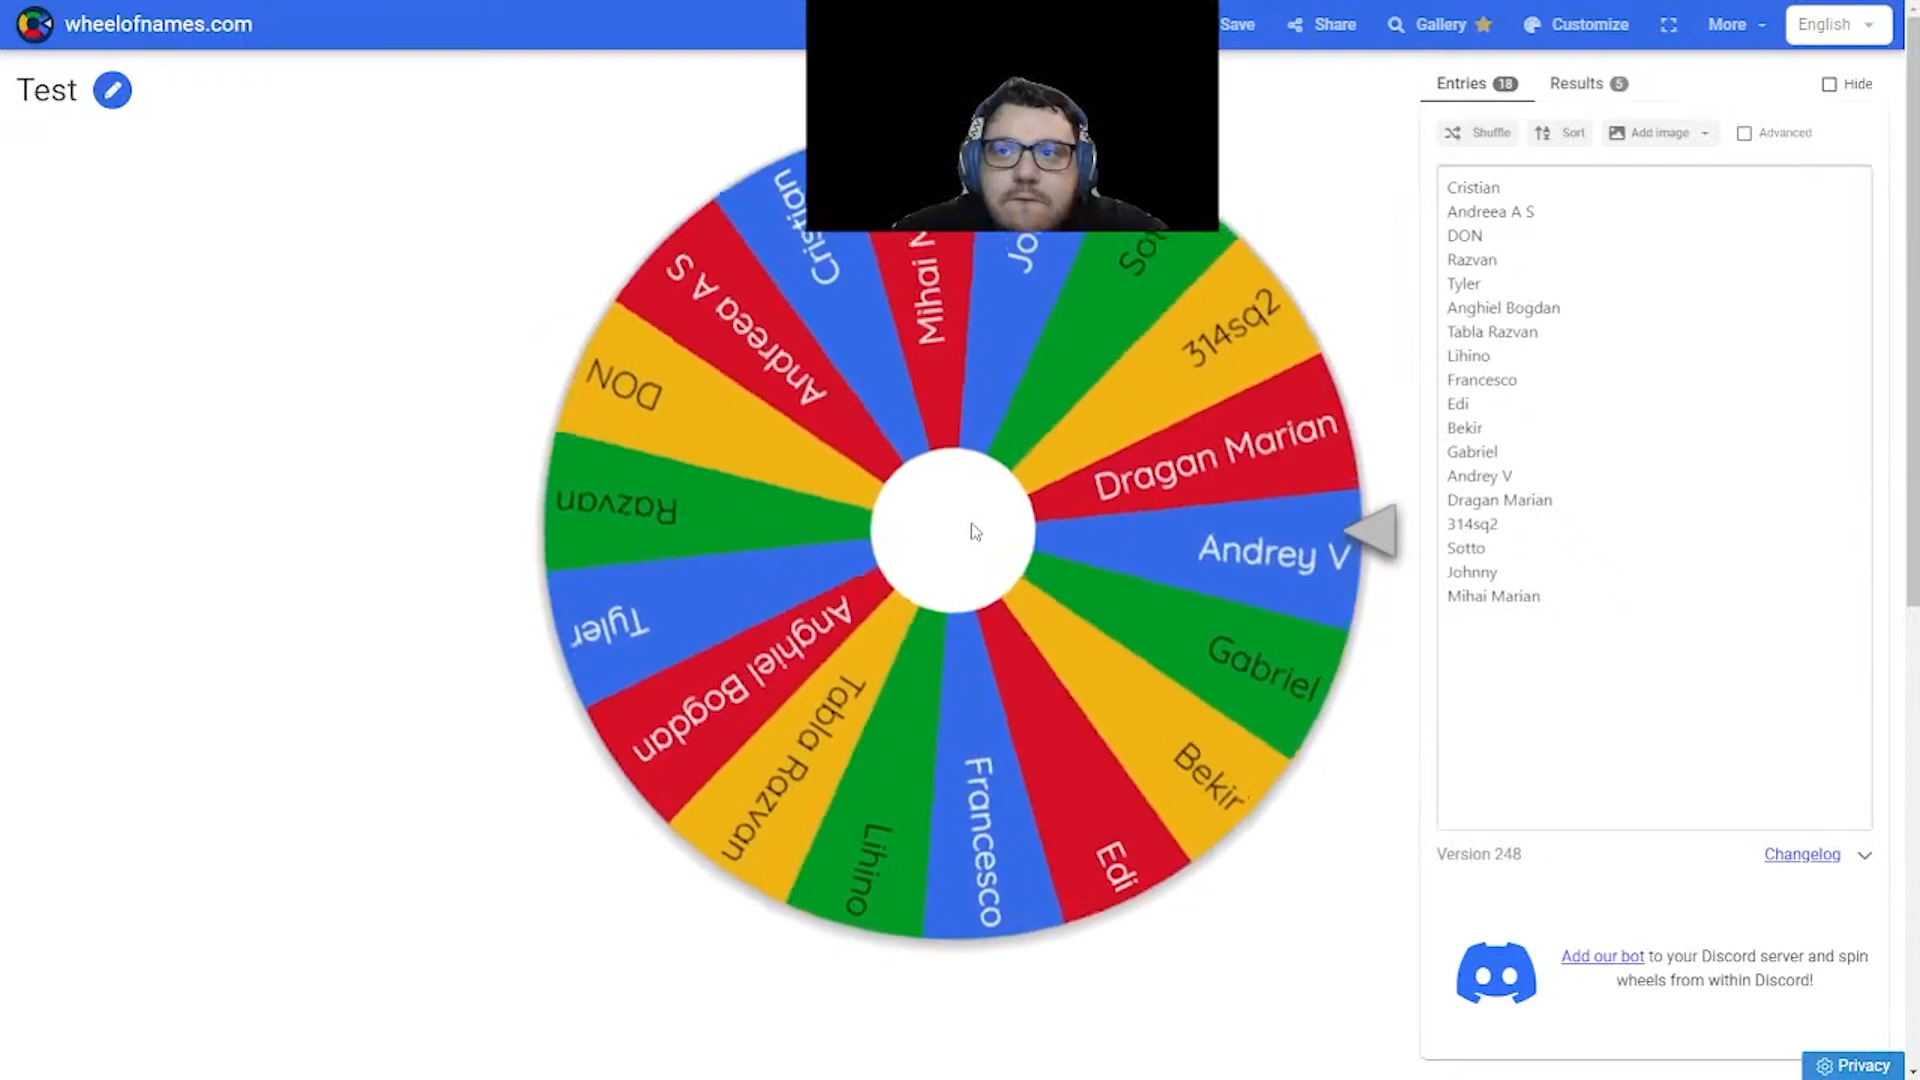 wheelofnames.com
Save
Share
Gallery
Customize
More
English
Test
Entries 18
Results 5
Hide
Shuffle
Sort
Add image
Advanced
Cristian
Andreea A S
DON
Razvan
Tyler
Anghiel Bogdan
Tabla Razvan
Lihino
Francesco
Edi
Bekir
Gabriel
Andrey V
Dragan Marian
314sq2
Sotto
Johnny
Mihai Marian
Cristian
Mihai M
Jo
Sot
314sq2
Dragan Marian
Andrey V
Gabriel
Bekir
Edi
Francesco
Lihino
Tabla Razvan
Anghiel Bogdan
Tyler
Razvan
DON
Andreea A S
Version 248
Changelog
Add our bot to your Discord server and spin
wheels from within Discord!
Privacy